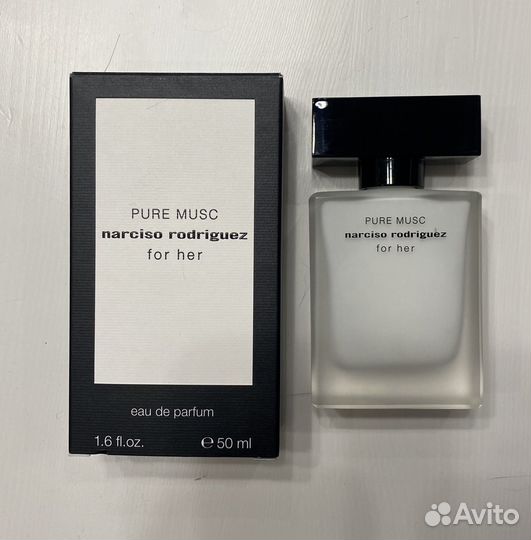 PURE MUSC
narciso rodriguez
for her
eau de parfum
1.6 fl.oz. ℮ 50 ml
PURE MUSC
narciso rodriguez
for her
Avito